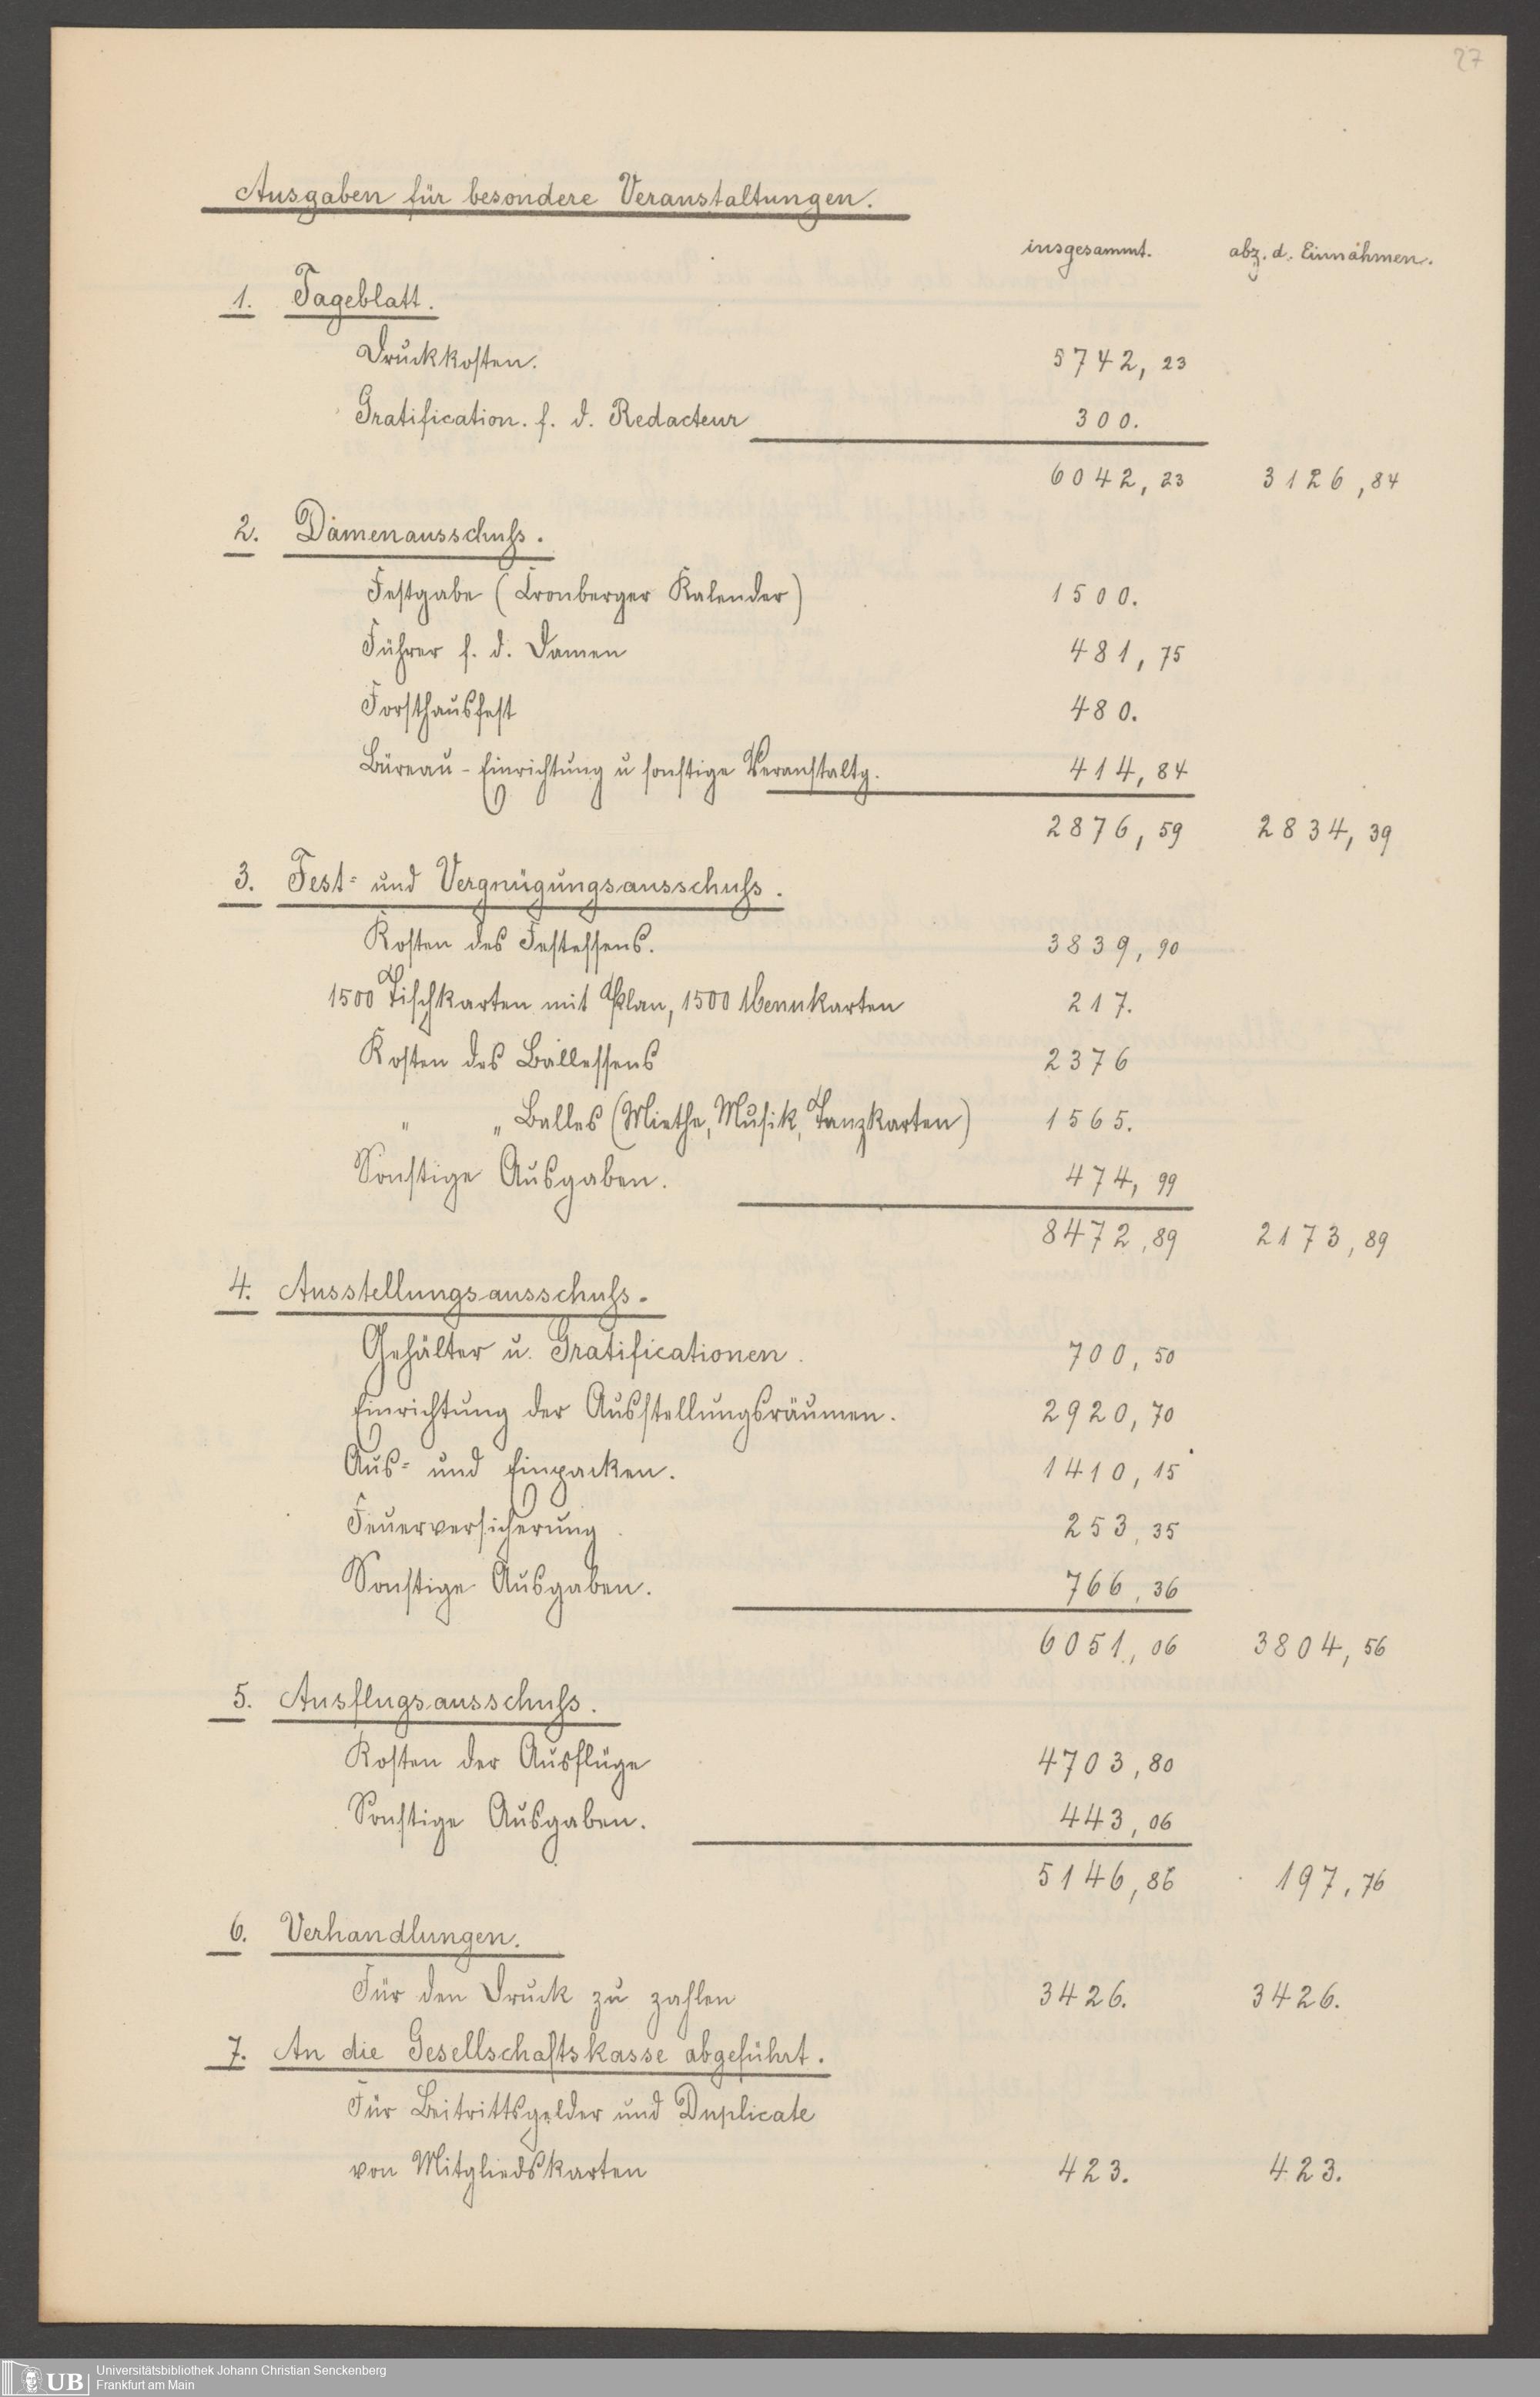 27
Ausgaben für besondere Veranstaltungen.
insgesammt. abz. d. Einnahmen.
1. Tageblatt.
Druckkosten. 5742,23
Gratification. f. d. Redacteur 300.
6042,23 3126,84
2. Damenausschuss.
Festgabe (Cronberger Kalender) 1500.
Führer f. d. Damen 481,75
Forsthausfest 480.
Büreau-Einrichtung u sonstige Veranstaltg. 414,84
2876,59 2834,39
3. Fest= und Vergnügungsausschuss.
Kosten des Festessens. 3839,90
1500 Tischkarten mit Plan, 1500 Menukarten 217.
Kosten des Ballessens 2376
" „ Balles (Miethe, Musik, Tanzkarten) 1565.
Sonstige Ausgaben. 474,99
8472,89 2173,89
4. Ausstellungsausschuss.
Gehälter u. Gratificationen. 700,50
Einrichtung der Ausstellungsräumen. 2920,70
Aus= und Einpacken. 1410,15
Feuerversicherung. 253,35
Sonstige Ausgaben. 766,36
6051,06 3804,56
5. Ausflugsausschuss.
Kosten der Ausflüge 4703,80
Sonstige Ausgaben. 443,06
5146,86 197,76
6. Verhandlungen.
Für den Druck zu zahlen 3426. 3426.
7. An die Gesellschaftskasse abgeführt.
Für Beitrittsgelder und Duplicate
von Mitgliedskarten 423. 423.
UB
Universitätsbibliothek Johann Christian Senckenberg
Frankfurt am Main